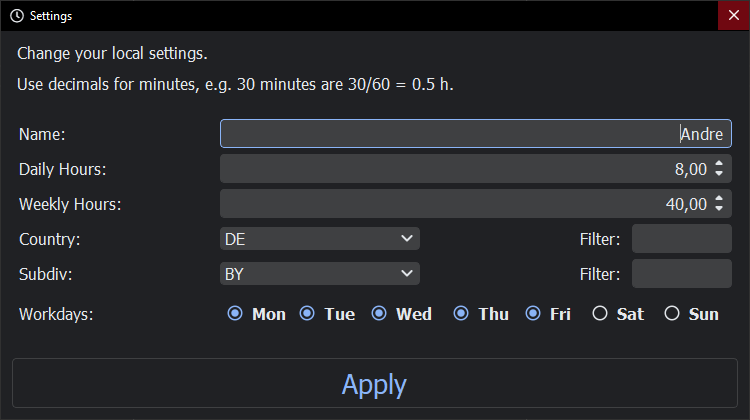 Settings
Change your local settings.
Use decimals for minutes, e.g. 30 minutes are 30/60 = 0.5 h.
Name: Andre
Daily Hours: 8,00
Weekly Hours: 40,00
Country: DE Filter:
Subdiv: BY Filter:
Workdays: Mon Tue Wed Thu Fri Sat Sun
Apply